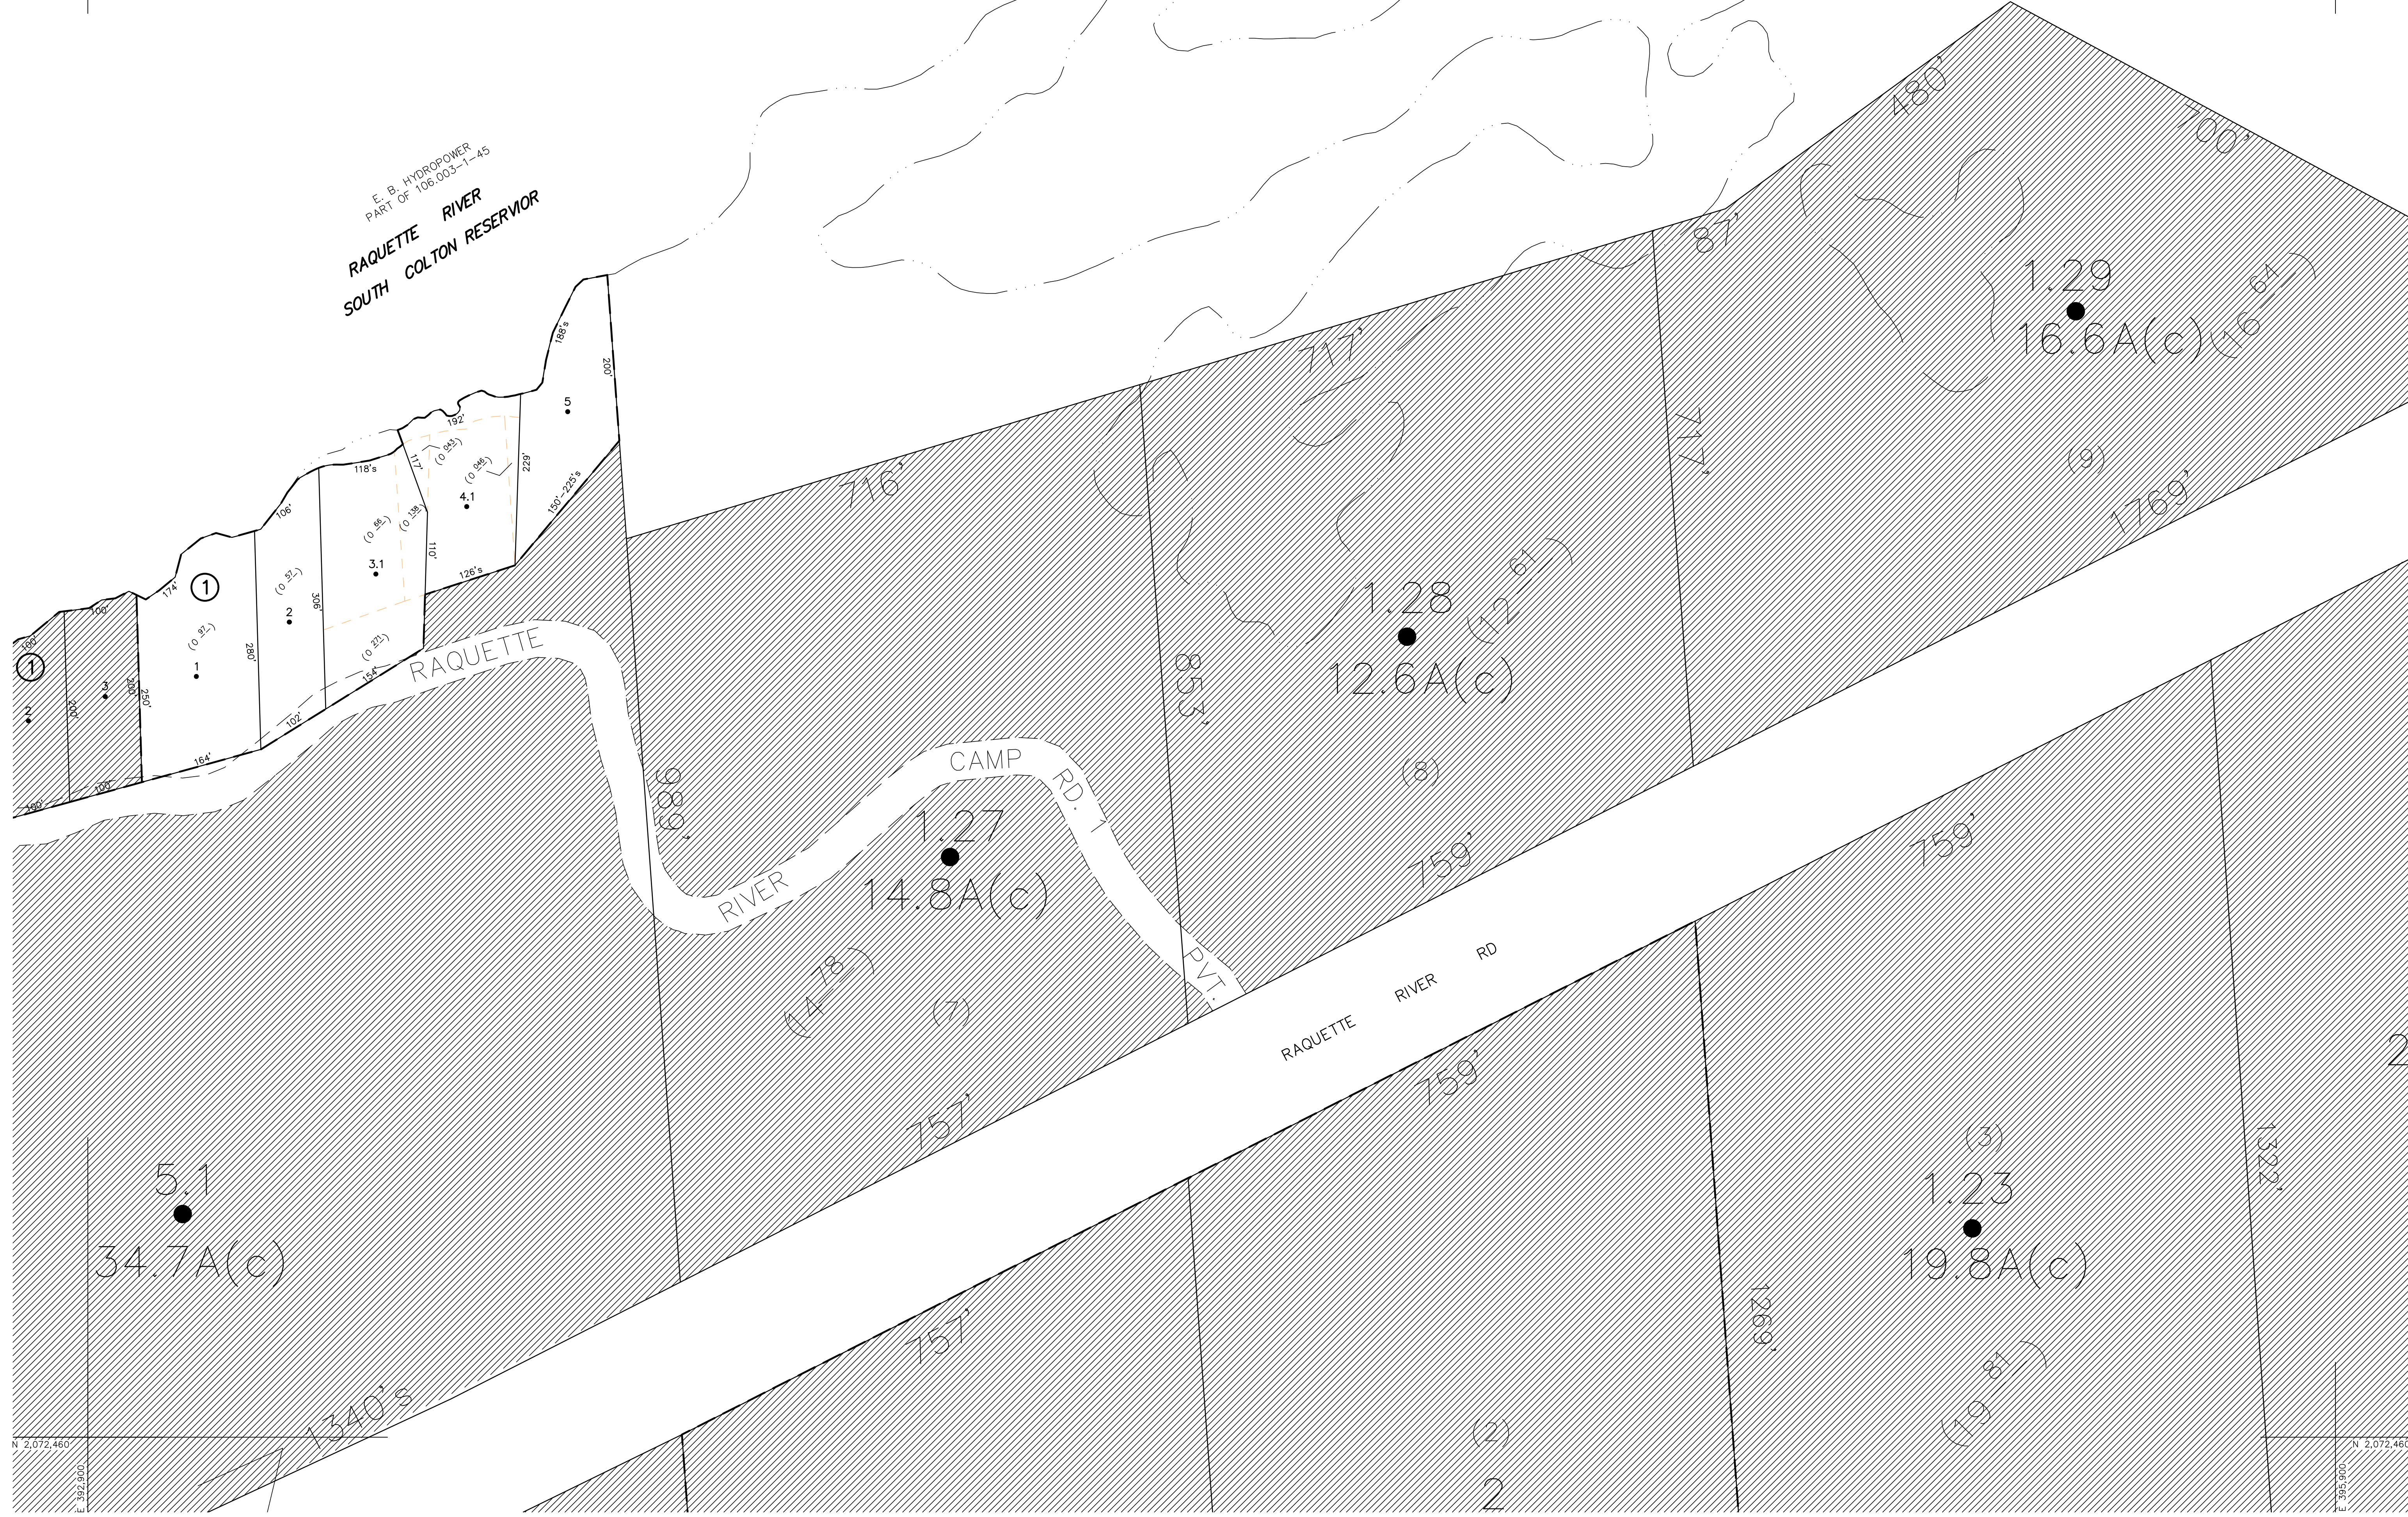 E. B. HYDROPOWER
PART OF 106.003-1-45
RAQUETTE RIVER
SOUTH COLTON RESERVIOR
480'
700'
87'
1.29
16.6A(c)
(16 64)
(9)
1769'
717'
717'
716'
188's
200'
5
192'
(0 .043)
(0 .046)
117'
229'
150'-225's
4.1
118's
(0 .66)
(0 .138)
110'
126's
3.1
106'
306'
(0 .57)
2
(0 .271)
154'
102'
174'
1
(0 .97)
1
280'
250'
164'
100'
3
200'
200'
100'
100'
1
2
100'
RAQUETTE
RIVER
CAMP
RD. 1
PVT.
1.28
12.6A(c)
(12 61)
(8)
853'
759'
989'
1.27
14.8A(c)
(14 78)
(7)
757'
RAQUETTE RIVER RD
759'
759'
5.1
34.7A(c)
1340's
757'
(2)
2
(3)
1.23
19.8A(c)
(19 81)
1269'
1322'
2
N 2,072,460
E 392,900
N 2,072,460
E 395,900